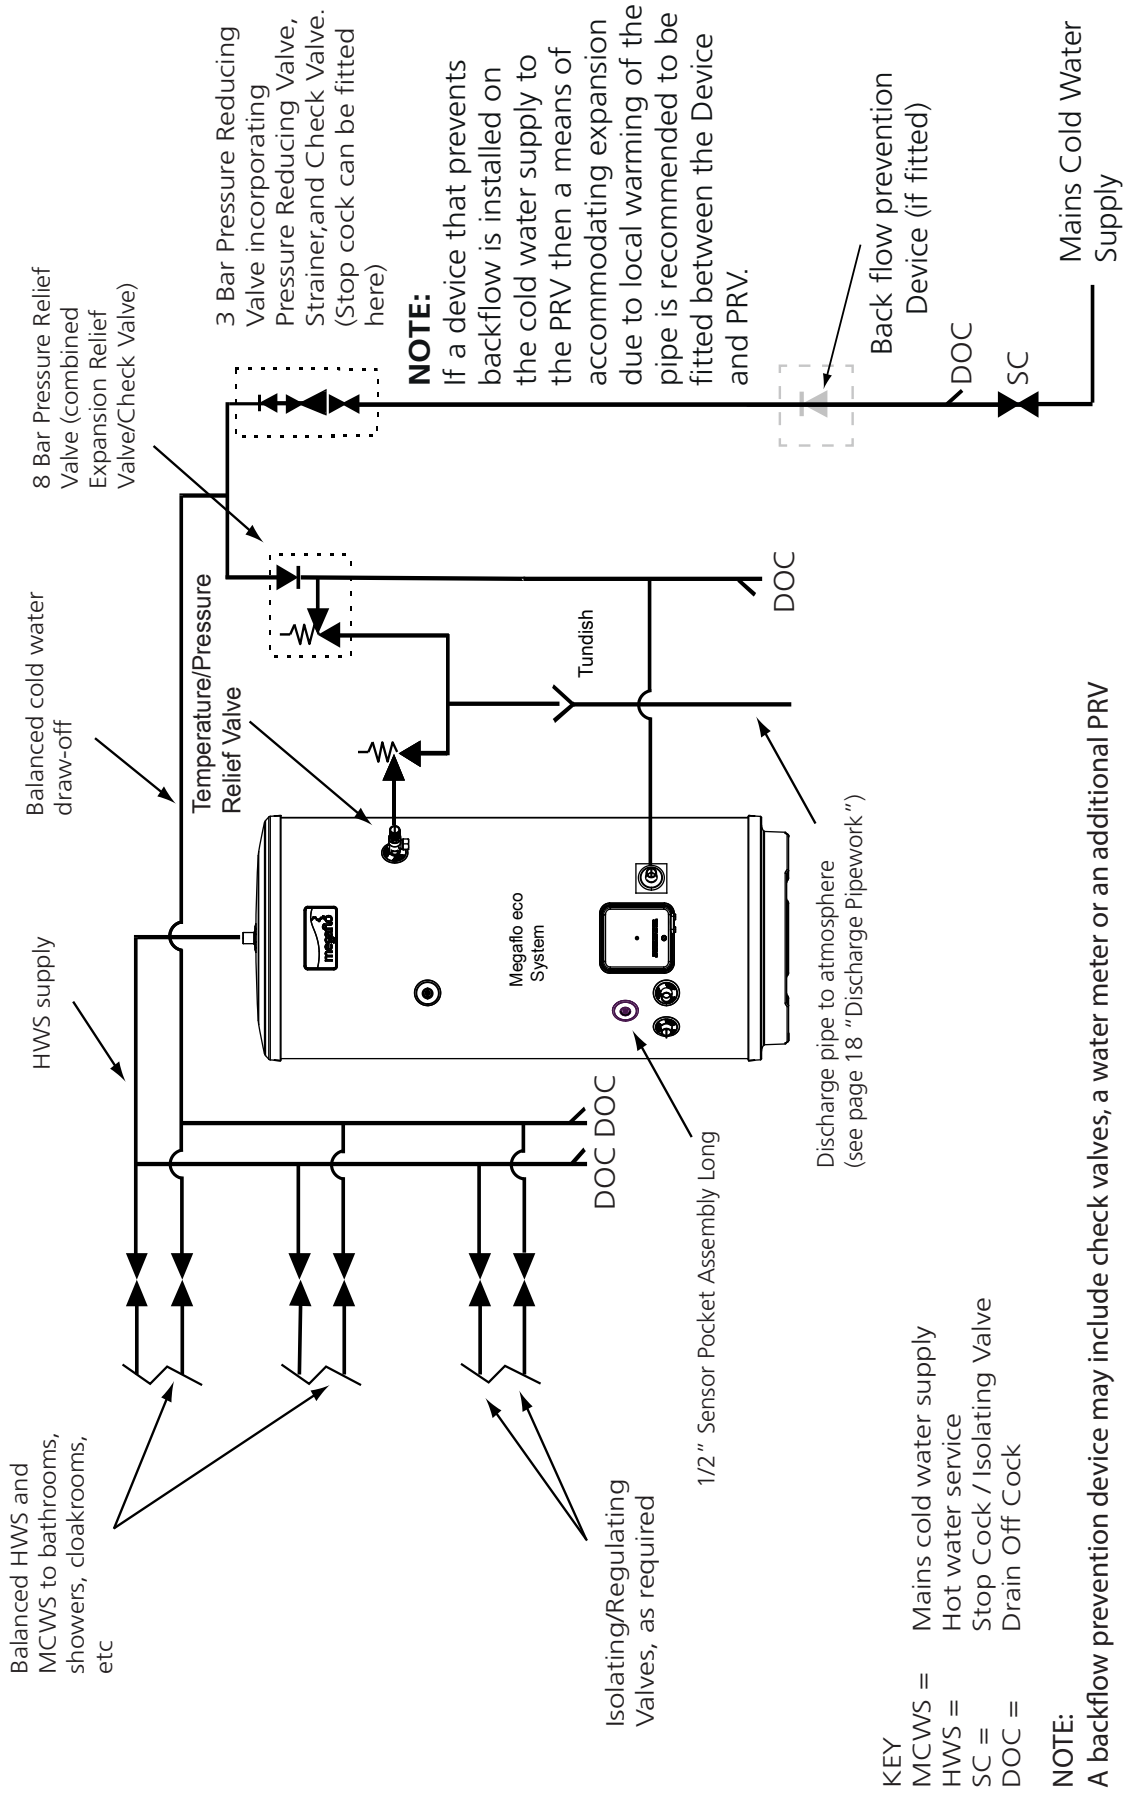 Balanced HWS and
MCWS to bathrooms,
showers, cloakrooms,
etc
HWS supply
Balanced cold water
draw-off
8 Bar Pressure Relief
Valve (combined
Expansion Relief
Valve/Check Valve)
3 Bar Pressure Reducing
Valve incorporating
Pressure Reducing Valve,
Strainer,and Check Valve.
(Stop cock can be fitted
here)
Temperature/Pressure
Relief Valve
NOTE:
If a device that prevents
backflow is installed on
the cold water supply to
the PRV then a means of
accommodating expansion
due to local warming of the
pipe is recommended to be
fitted between the Device
and PRV.
megaflo
Megaflo eco
System
Tundish
Isolating/Regulating
Valves, as required
DOC DOC
1/2” Sensor Pocket Assembly Long
DOC
Discharge pipe to atmosphere
(see page 18 “Discharge Pipework”)
Back flow prevention
Device (if fitted)
DOC
SC
Mains Cold Water
Supply
KEY
MCWS = Mains cold water supply
HWS = Hot water service
SC = Stop Cock / Isolating Valve
DOC = Drain Off Cock
NOTE:
A backflow prevention device may include check valves, a water meter or an additional PRV